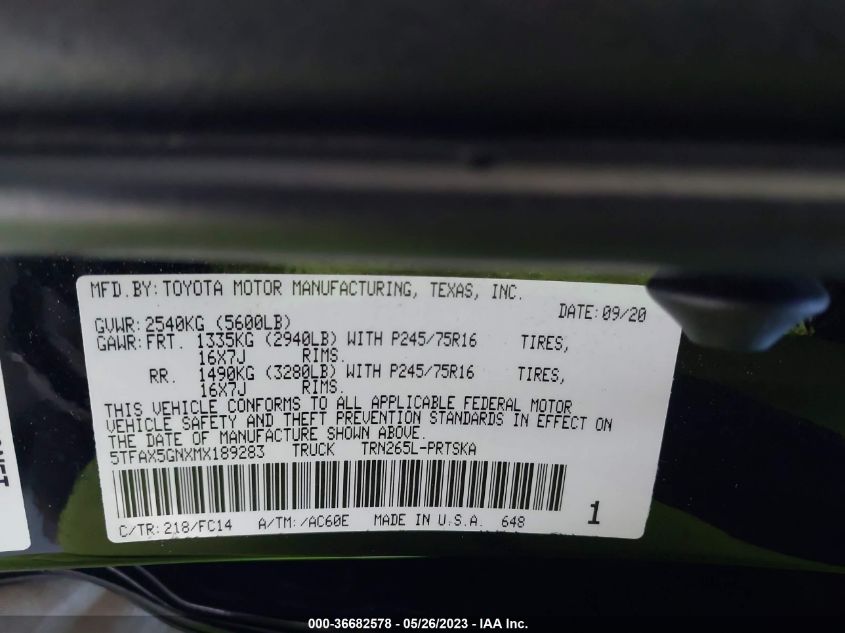 MFD.BY: TOYOTA MOTOR MANUFACTURING, TEXAS, INC.
DATE: 09/20
GVWR: 2540KG (5600LB)
GAWR: FRT. 1335KG (2940LB) WITH P245/75R16 TIRES,
16X7J RIMS.
RR. 1490KG (3280LB) WITH P245/75R16 TIRES,
16X7J RIMS.
THIS VEHICLE CONFORMS TO ALL APPLICABLE FEDERAL MOTOR
VEHICLE SAFETY AND THEFT PREVENTION STANDARDS IN EFFECT ON
THE DATE OF MANUFACTURE SHOWN ABOVE.
5TFAX5GNXMX189283 TRUCK TRN265L-PRTSKA
C/TR: 218/FC14 A/TM: /AC60E MADE IN U.S.A. 648 1
000-36682578 - 05/26/2023 - IAA Inc.